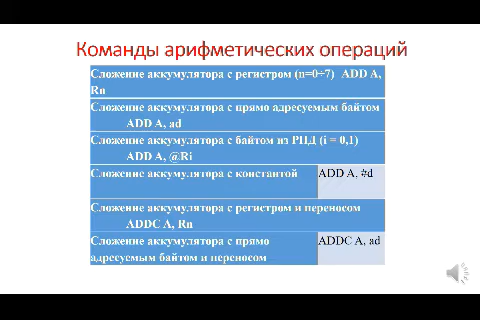 Команды арифметических операций
Сложение аккумулятора с регистром (n=0÷7) ADD A,
Rn
Сложение аккумулятора с прямо адресуемым байтом
ADD A, ad
Сложение аккумулятора с байтом из РПД (i = 0,1)
ADD A, @Ri
Сложение аккумулятора с константой ADD A, #d
Сложение аккумулятора с регистром и переносом
ADDC A, Rn
Сложение аккумулятора с прямо ADDC A, ad
адресуемым байтом и переносом